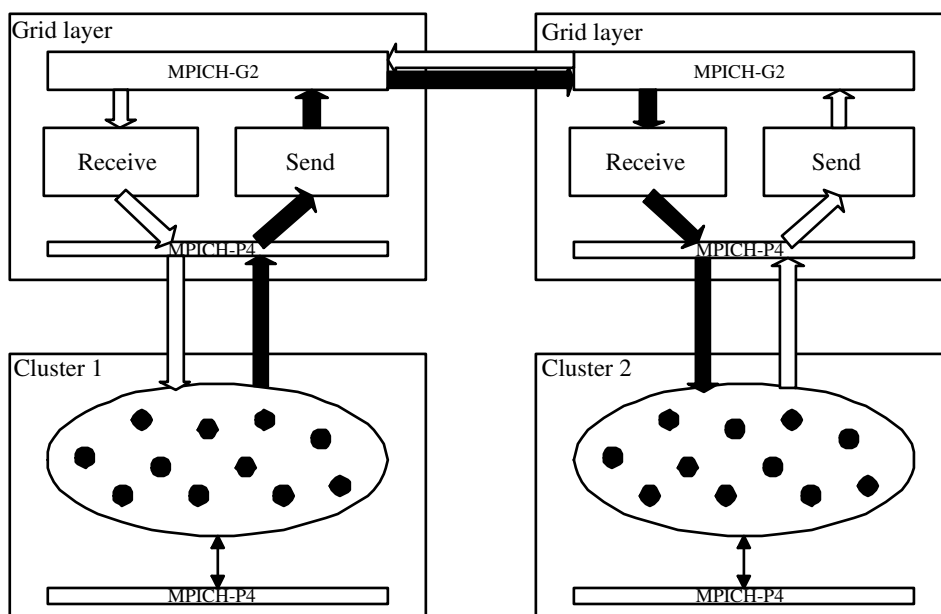 Grid layer
MPICH-G2
Receive
Send
MPICH-P4
Cluster 1
MPICH-P4
Grid layer
MPICH-G2
Receive
Send
MPICH-P4
Cluster 2
MPICH-P4